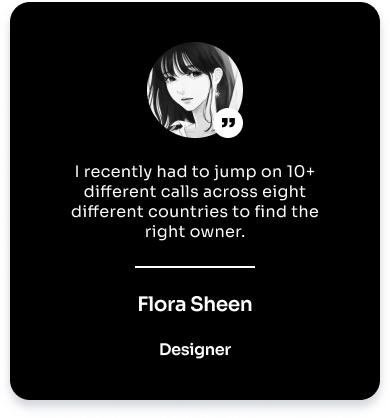 I recently had to jump on 10+
different calls across eight
different countries to find the
right owner.
Flora Sheen
Designer